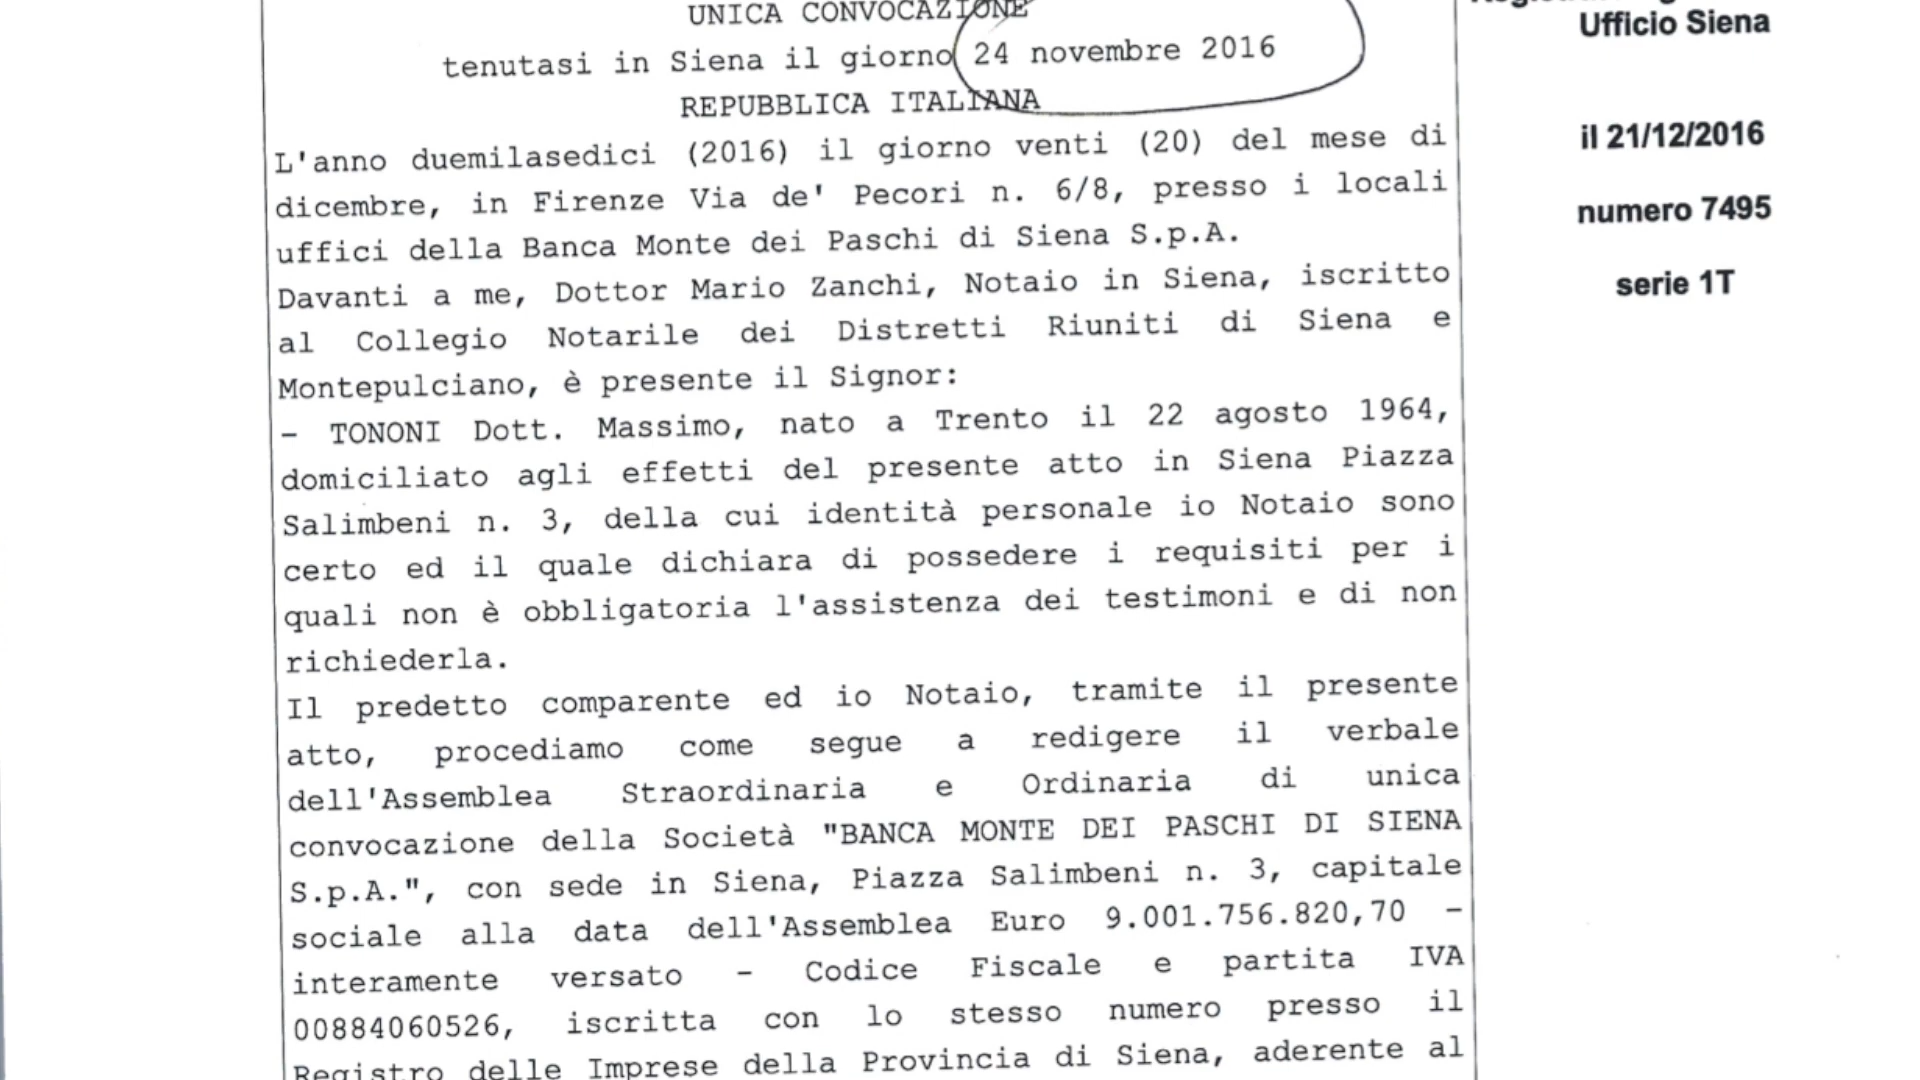 UNICA CONVOCAZIONE
tenutasi in Siena il giorno 24 novembre 2016
REPUBBLICA ITALIANA
L'anno duemilasedici (2016) il giorno venti (20) del mese di
dicembre, in Firenze Via de' Pecori n. 6/8, presso i locali
uffici della Banca Monte dei Paschi di Siena S.p.A.
Davanti a me, Dottor Mario Zanchi, Notaio in Siena, iscritto
al Collegio Notarile dei Distretti Riuniti di Siena e
Montepulciano, è presente il Signor:
- TONONI Dott. Massimo, nato a Trento il 22 agosto 1964,
domiciliato agli effetti del presente atto in Siena Piazza
Salimbeni n. 3, della cui identità personale io Notaio sono
certo ed il quale dichiara di possedere i requisiti per i
quali non è obbligatoria l'assistenza dei testimoni e di non
richiederla.
Il predetto comparente ed io Notaio, tramite il presente
atto, procediamo come segue a redigere il verbale
dell'Assemblea Straordinaria e Ordinaria di unica
convocazione della Società "BANCA MONTE DEI PASCHI DI SIENA
S.p.A.", con sede in Siena, Piazza Salimbeni n. 3, capitale
sociale alla data dell'Assemblea Euro 9.001.756.820,70 -
interamente versato - Codice Fiscale e partita IVA
00884060526, iscritta con lo stesso numero presso il
Registro delle Imprese della Provincia di Siena, aderente al
Ufficio Siena
il 21/12/2016
numero 7495
serie 1T